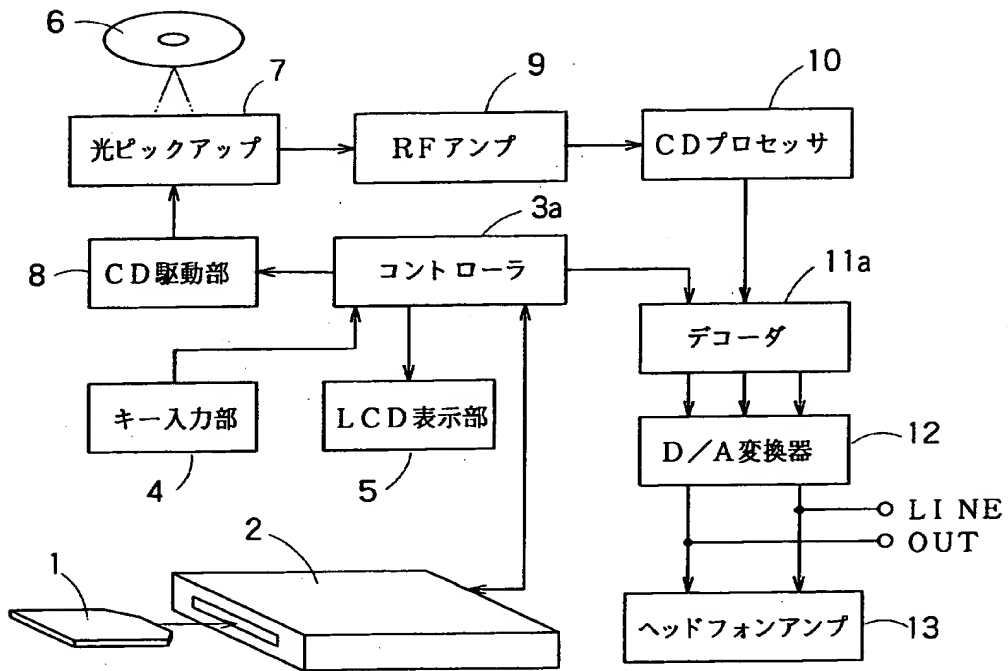 6
7
9
10
光ピックアップ
RFアンプ
CDプロセッサ
3a
8
CD駆動部
コントローラ
11a
デコーダ
キー入力部
LCD表示部
D/A変換器
12
4
5
LINE
OUT
2
1
ヘッドフォンアンプ
13